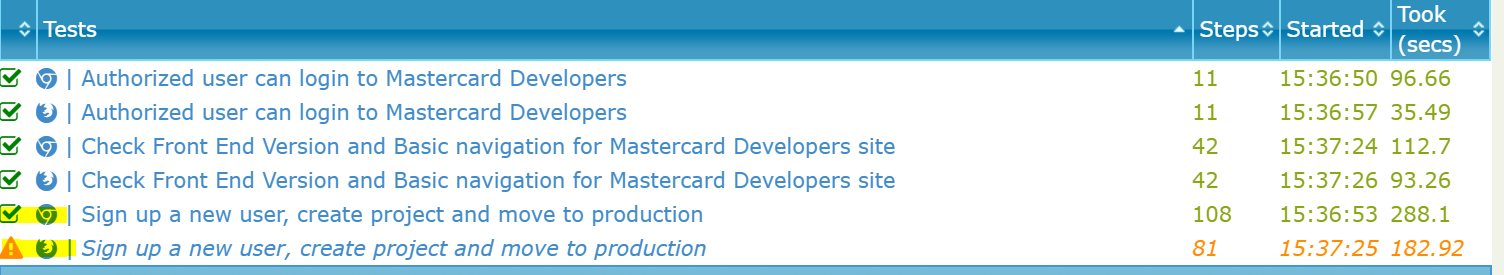 Tests Steps Started Took (secs)
| Authorized user can login to Mastercard Developers 11 15:36:50 96.66
| Authorized user can login to Mastercard Developers 11 15:36:57 35.49
| Check Front End Version and Basic navigation for Mastercard Developers site 42 15:37:24 112.7
| Check Front End Version and Basic navigation for Mastercard Developers site 42 15:37:26 93.26
| Sign up a new user, create project and move to production 108 15:36:53 288.1
| Sign up a new user, create project and move to production 81 15:37:25 182.92